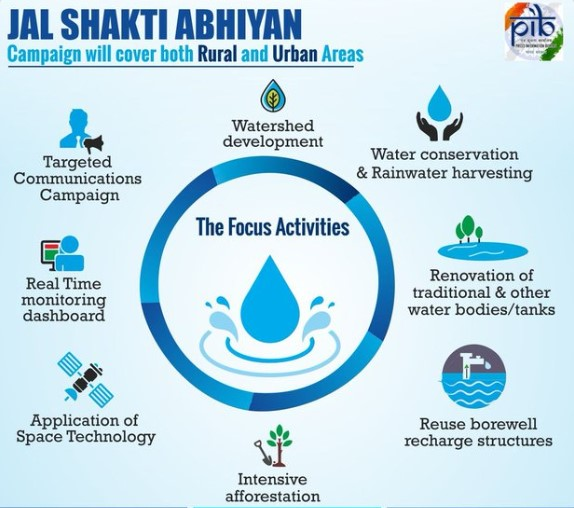 JAL SHAKTI ABHIYAN
Campaign will cover both Rural and Urban Areas
pib
Watershed
development
Water conservation
& Rainwater harvesting
Targeted
Communications
Campaign
The Focus Activities
Real Time
monitoring
dashboard
Renovation of
traditional & other
water bodies/tanks
Application of
Space Technology
Reuse borewell
recharge structures
Intensive
afforestation